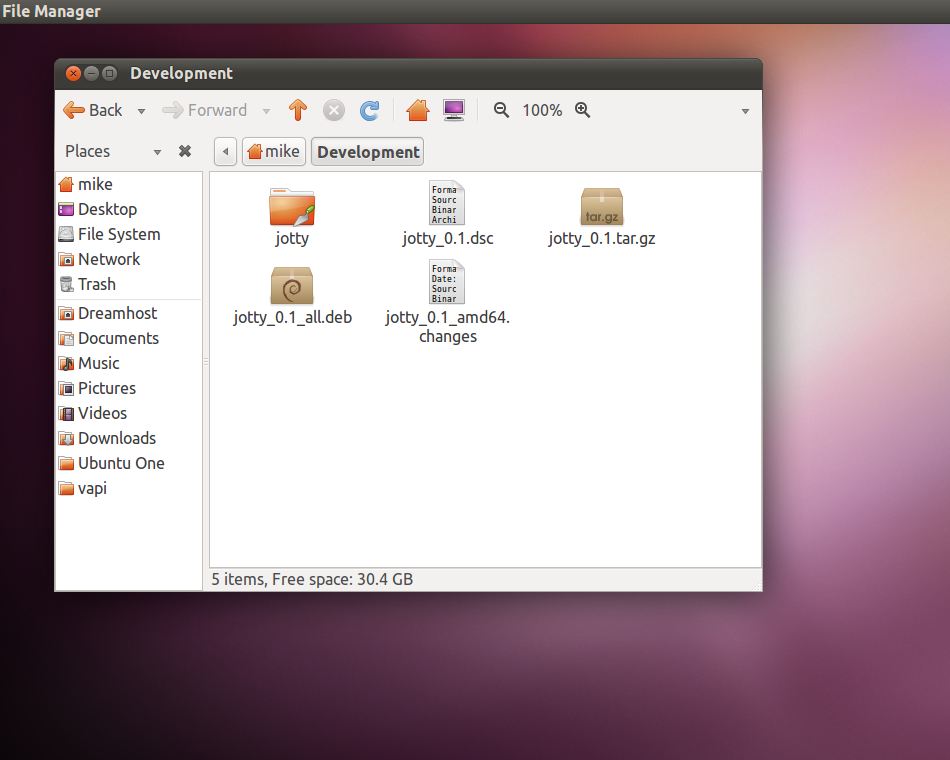 File Manager
Development
Back Forward 100%
Places mike Development
mike
Desktop
File System
Network
Trash
Dreamhost
Documents
Music
Pictures
Videos
Downloads
Ubuntu One
vapi
Forma
Sourc
Binar
Archi
tar.gz
jotty jotty_0.1.dsc jotty_0.1.tar.gz
Forma
Date:
Sourc
Binar
jotty_0.1_all.deb jotty_0.1_amd64.
changes
5 items, Free space: 30.4 GB